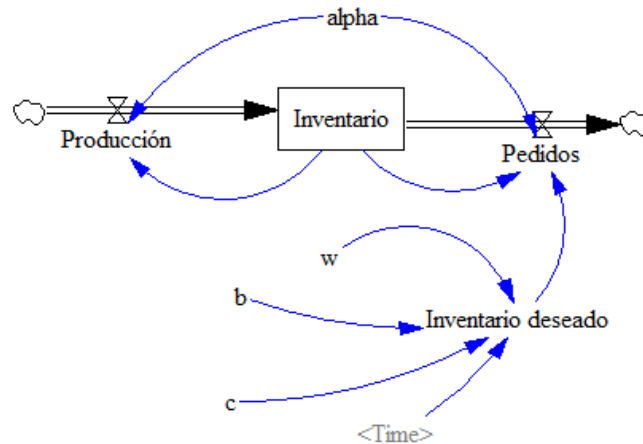 alpha
Inventario
Producción
Pedidos
w
b
Inventario deseado
c
<Time>